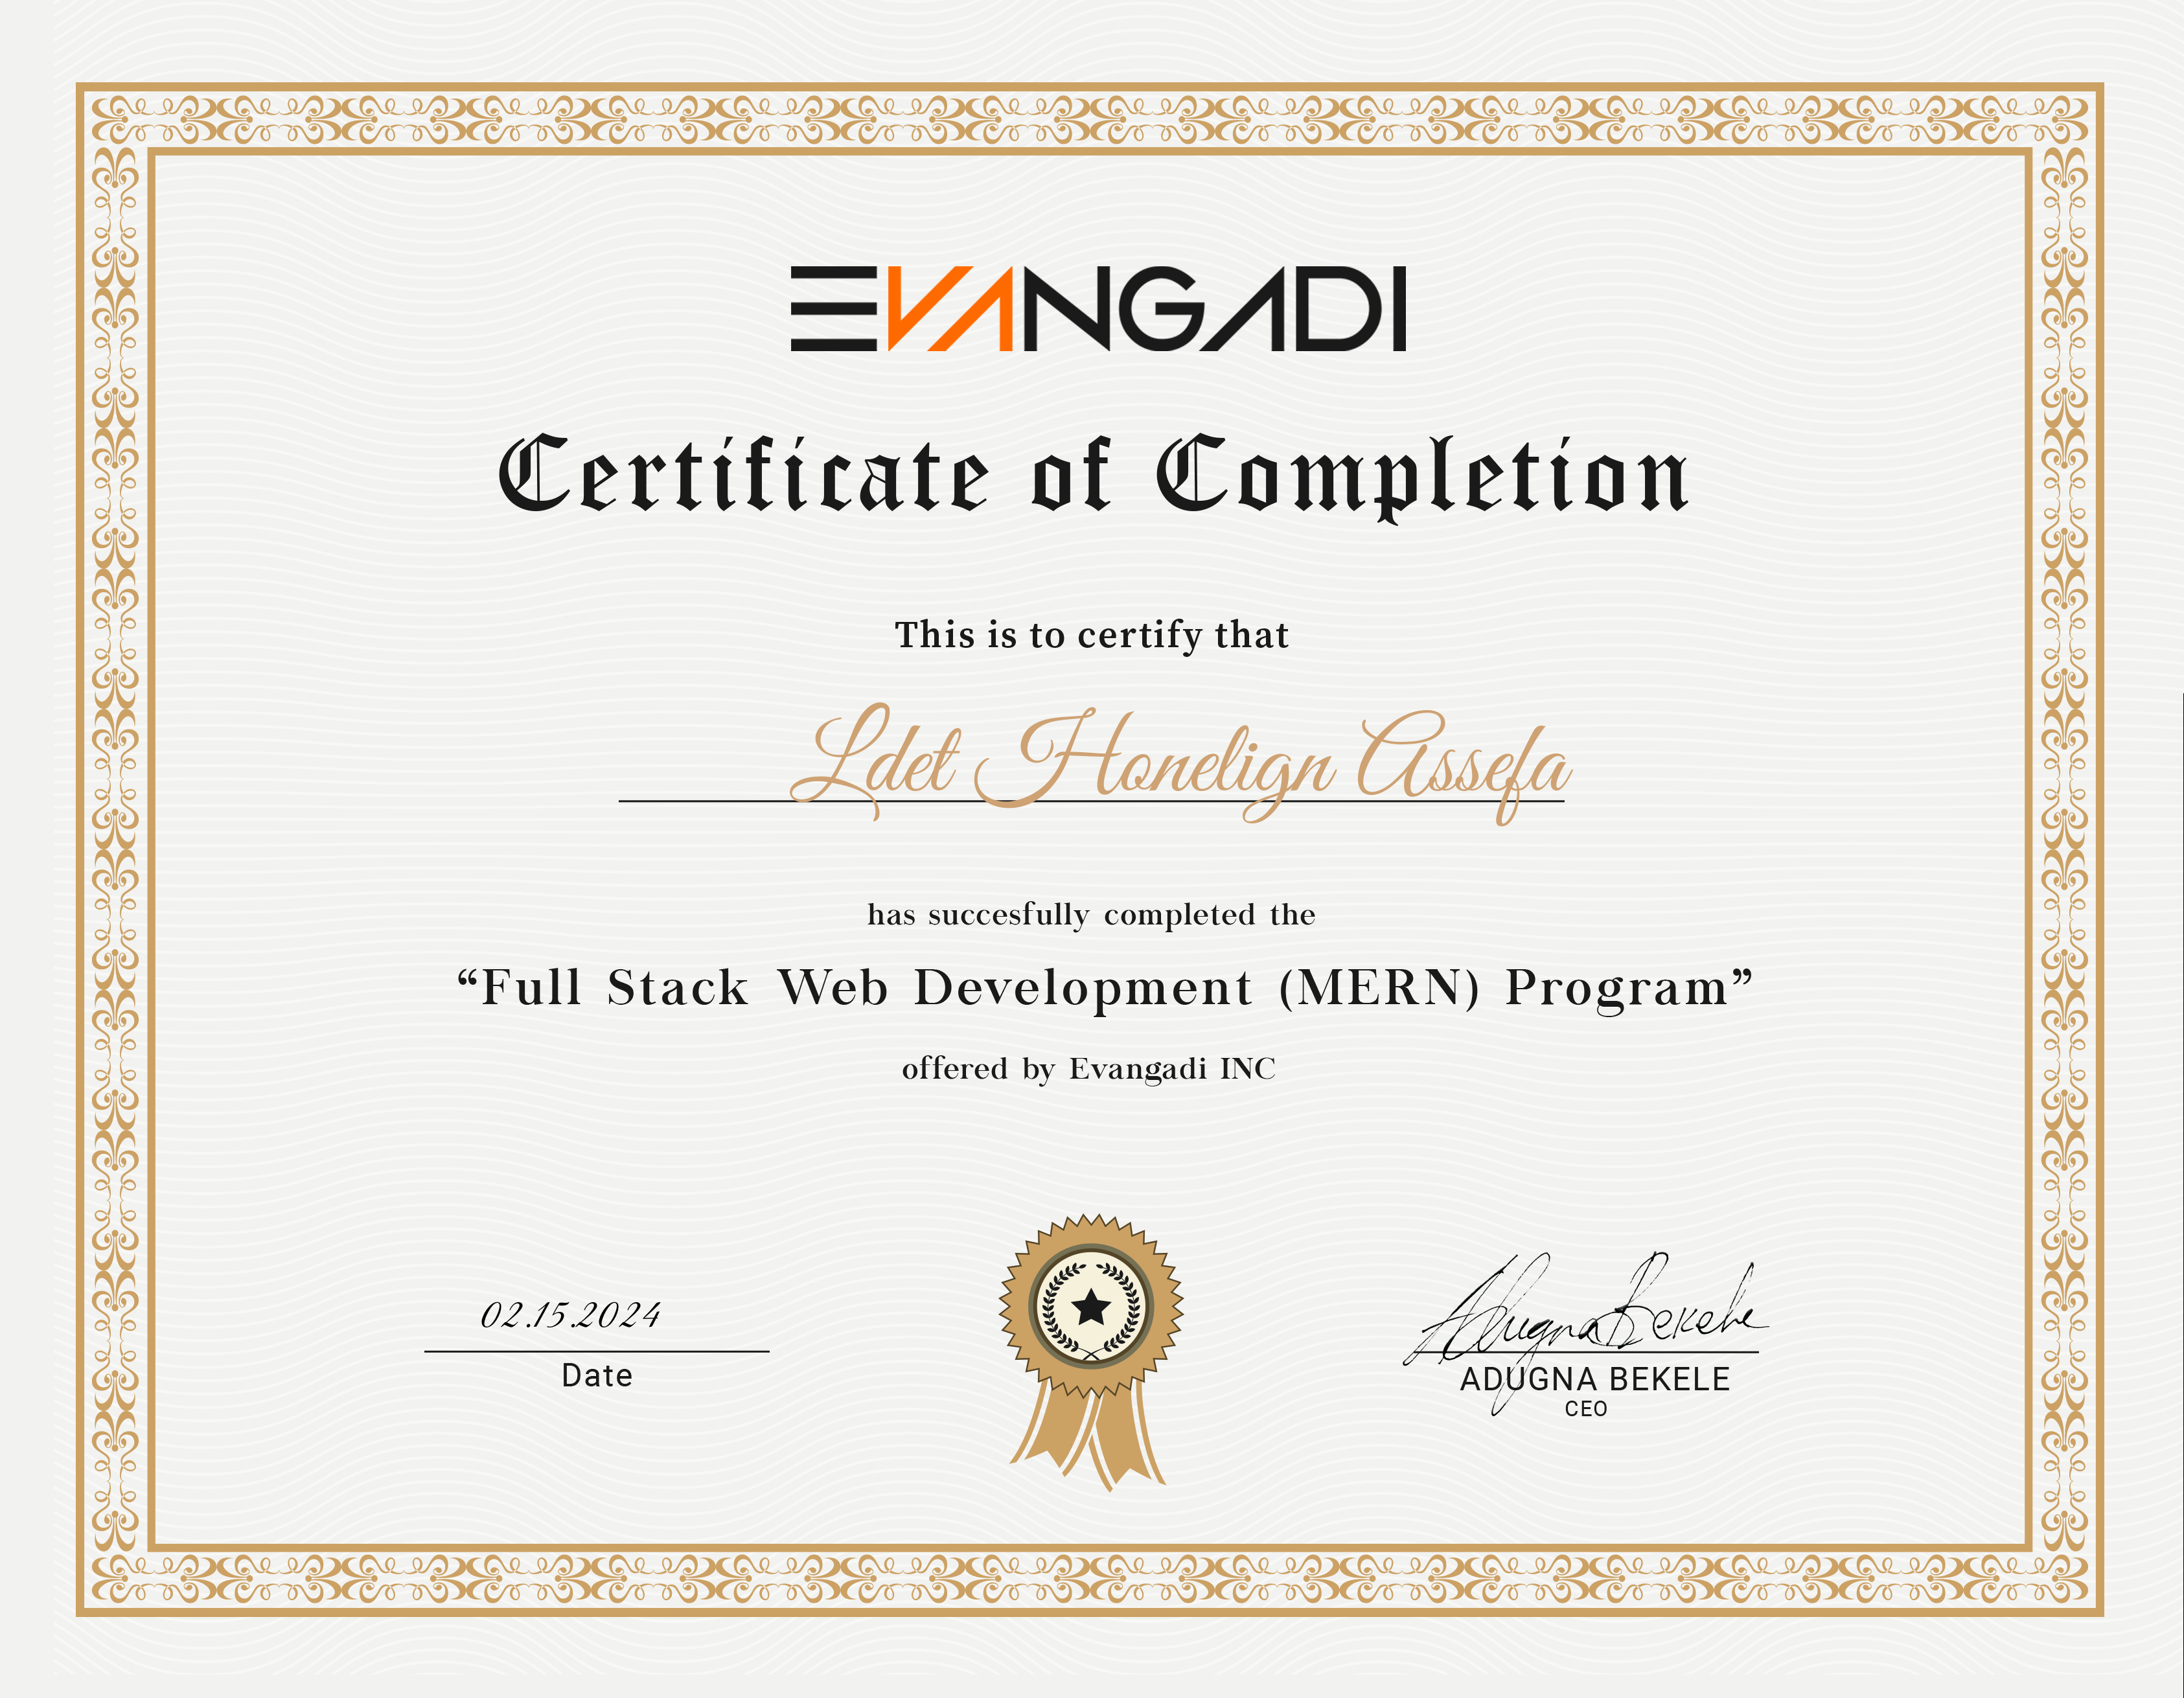 EVANGADI
Certificate of Completion
This is to certify that
Ldet Honelign Assefa
has succesfully completed the
“Full Stack Web Development (MERN) Program”
offered by Evangadi INC
02.15.2024
Date
Adugna Bekele
ADUGNA BEKELE
CEO